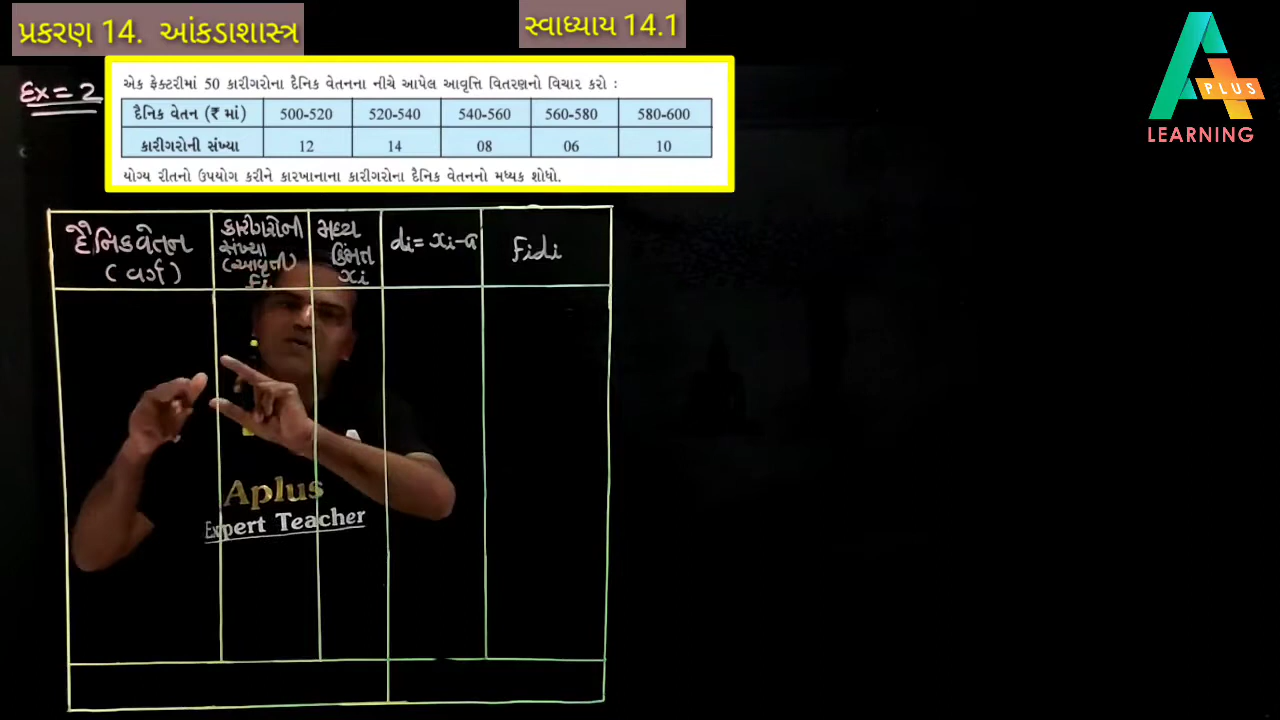 પ્રકરણ 14. આંકડાશાસ્ત્ર
સ્વાધ્યાય 14.1
A PLUS
LEARNING
Ex = 2
એક ફેક્ટરીમાં 50 કારીગરોના દૈનિક વેતનના નીચે આપેલ આવૃત્તિ વિતરણનો વિચાર કરો :
દૈનિક વેતન (₹ માં) 500-520 520-540 540-560 560-580 580-600
કારીગરોની સંખ્યા 12 14 08 06 10
યોગ્ય રીતનો ઉપયોગ કરીને કારખાનાના કારીગરોના દૈનિક વેતનનો મધ્યક શોધો.
દૈનિકવેતન
(વર્ગ)
કારીગરોની
સંખ્યા
(આવૃત્તી)
fi
મધ્ય
કિંમત
xi
di = xi-a
Fidi
Aplus
Expert Teacher